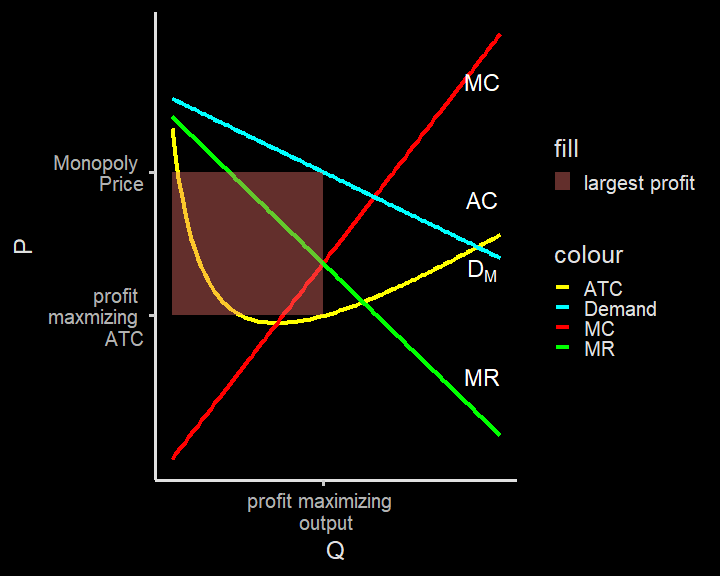 MC
Monopoly
Price
AC
P
D_M
profit
maxmizing
ATC
MR
profit maximizing
output
Q
fill
largest profit
colour
ATC
Demand
MC
MR